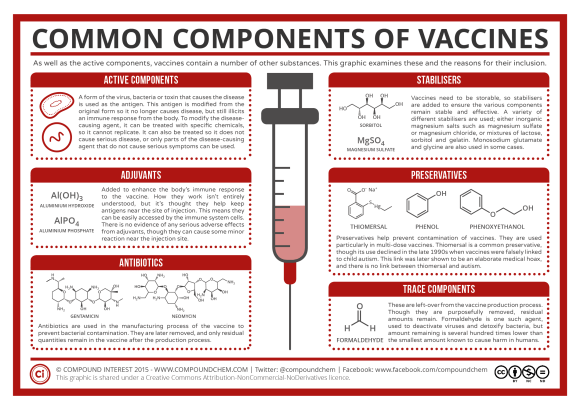 COMMON COMPONENTS OF VACCINES
As well as the active components, vaccines contain a number of other substances. This graphic examines these and the reasons for their inclusion.
ACTIVE COMPONENTS
A form of the virus, bacteria or toxin that causes the disease
is used as the antigen. This antigen is modified from the
original form so it no longer causes disease, but still illicits
an immune response from the body. To modify the disease-
causing agent, it can be treated with specific chemicals,
so it cannot replicate. It can also be treated so it does not
cause serious disease, or only parts of the disease-causing
agent that do not cause serious symptoms can be used.
ADJUVANTS
Al(OH)3
ALUMINIUM HYDROXIDE
AlPO4
ALUMINIUM PHOSPHATE
Added to enhance the body's immune response
to the vaccine. How they work isn't entirely
understood, but it's thought they help keep
antigens near the site of injection. This means they
can be easily accessed by the immune system cells.
There is no evidence of any serious adverse effects
from adjuvants, though they can cause some minor
reaction near the injection site.
ANTIBIOTICS
GENTAMICIN
NEOMYCIN
Antibiotics are used in the manufacturing process of the vaccine to
prevent bacterial contamination. They are later removed, and only residual
quantities remain in the vaccine after the production process.
STABILISERS
OH OH
HO OH
OH OH
SORBITOL
MgSO4
MAGNESIUM SULFATE
Vaccines need to be storable, so stabilisers
are added to ensure the various components
remain stable and effective. A variety of
different stabilisers are used; either inorganic
magnesium salts such as magnesium sulfate
or magnesium chloride, or mixtures of lactose,
sorbitol and gelatin. Monosodium glutamate
and glycine are also used in some cases.
PRESERVATIVES
THIOMERSAL
OH
PHENOL
O OH
PHENOXYETHANOL
Preservatives help prevent contamination of vaccines. They are used
particularly in multi-dose vaccines. Thiomersal is a common preservative,
though its use declined in the late 1990s when vaccines were falsely linked
to child autism. This link was later shown to be an elaborate medical hoax,
and there is no link between thiomersal and autism.
TRACE COMPONENTS
O
H H
FORMALDEHYDE
These are left-over from the vaccine production process.
Though they are purposefully removed, residual
amounts remain. Formaldehyde is one such agent,
used to deactivate viruses and detoxify bacteria, but
amount remaining is several hundred times lower than
the smallest amount known to cause harm in humans.
Ci
© COMPOUND INTEREST 2015 - WWW.COMPOUNDCHEM.COM | Twitter: @compoundchem | Facebook: www.facebook.com/compoundchem
This graphic is shared under a Creative Commons Attribution-NonCommercial-NoDerivatives licence.
CC
BY NC ND